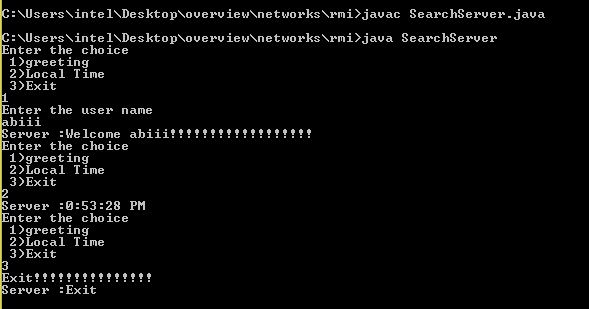 C:\Users\intel\Desktop\overview\networks\rmi>javac SearchServer.java
C:\Users\intel\Desktop\overview\networks\rmi>java SearchServer
Enter the choice
 1)greeting
 2)Local Time
 3)Exit
1
Enter the user name
abiii
Server :Welcome abiii!!!!!!!!!!!!!!!!!!
Enter the choice
 1)greeting
 2)Local Time
 3)Exit
2
Server :0:53:28 PM
Enter the choice
 1)greeting
 2)Local Time
 3)Exit
3
Exit!!!!!!!!!!!!!!!
Server :Exit